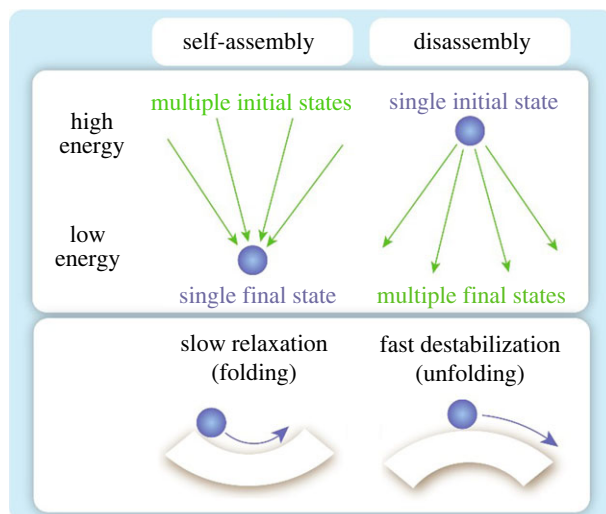 self-assembly
disassembly
multiple initial states
single initial state
high
energy
low
energy
single final state
multiple final states
slow relaxation
(folding)
fast destabilization
(unfolding)